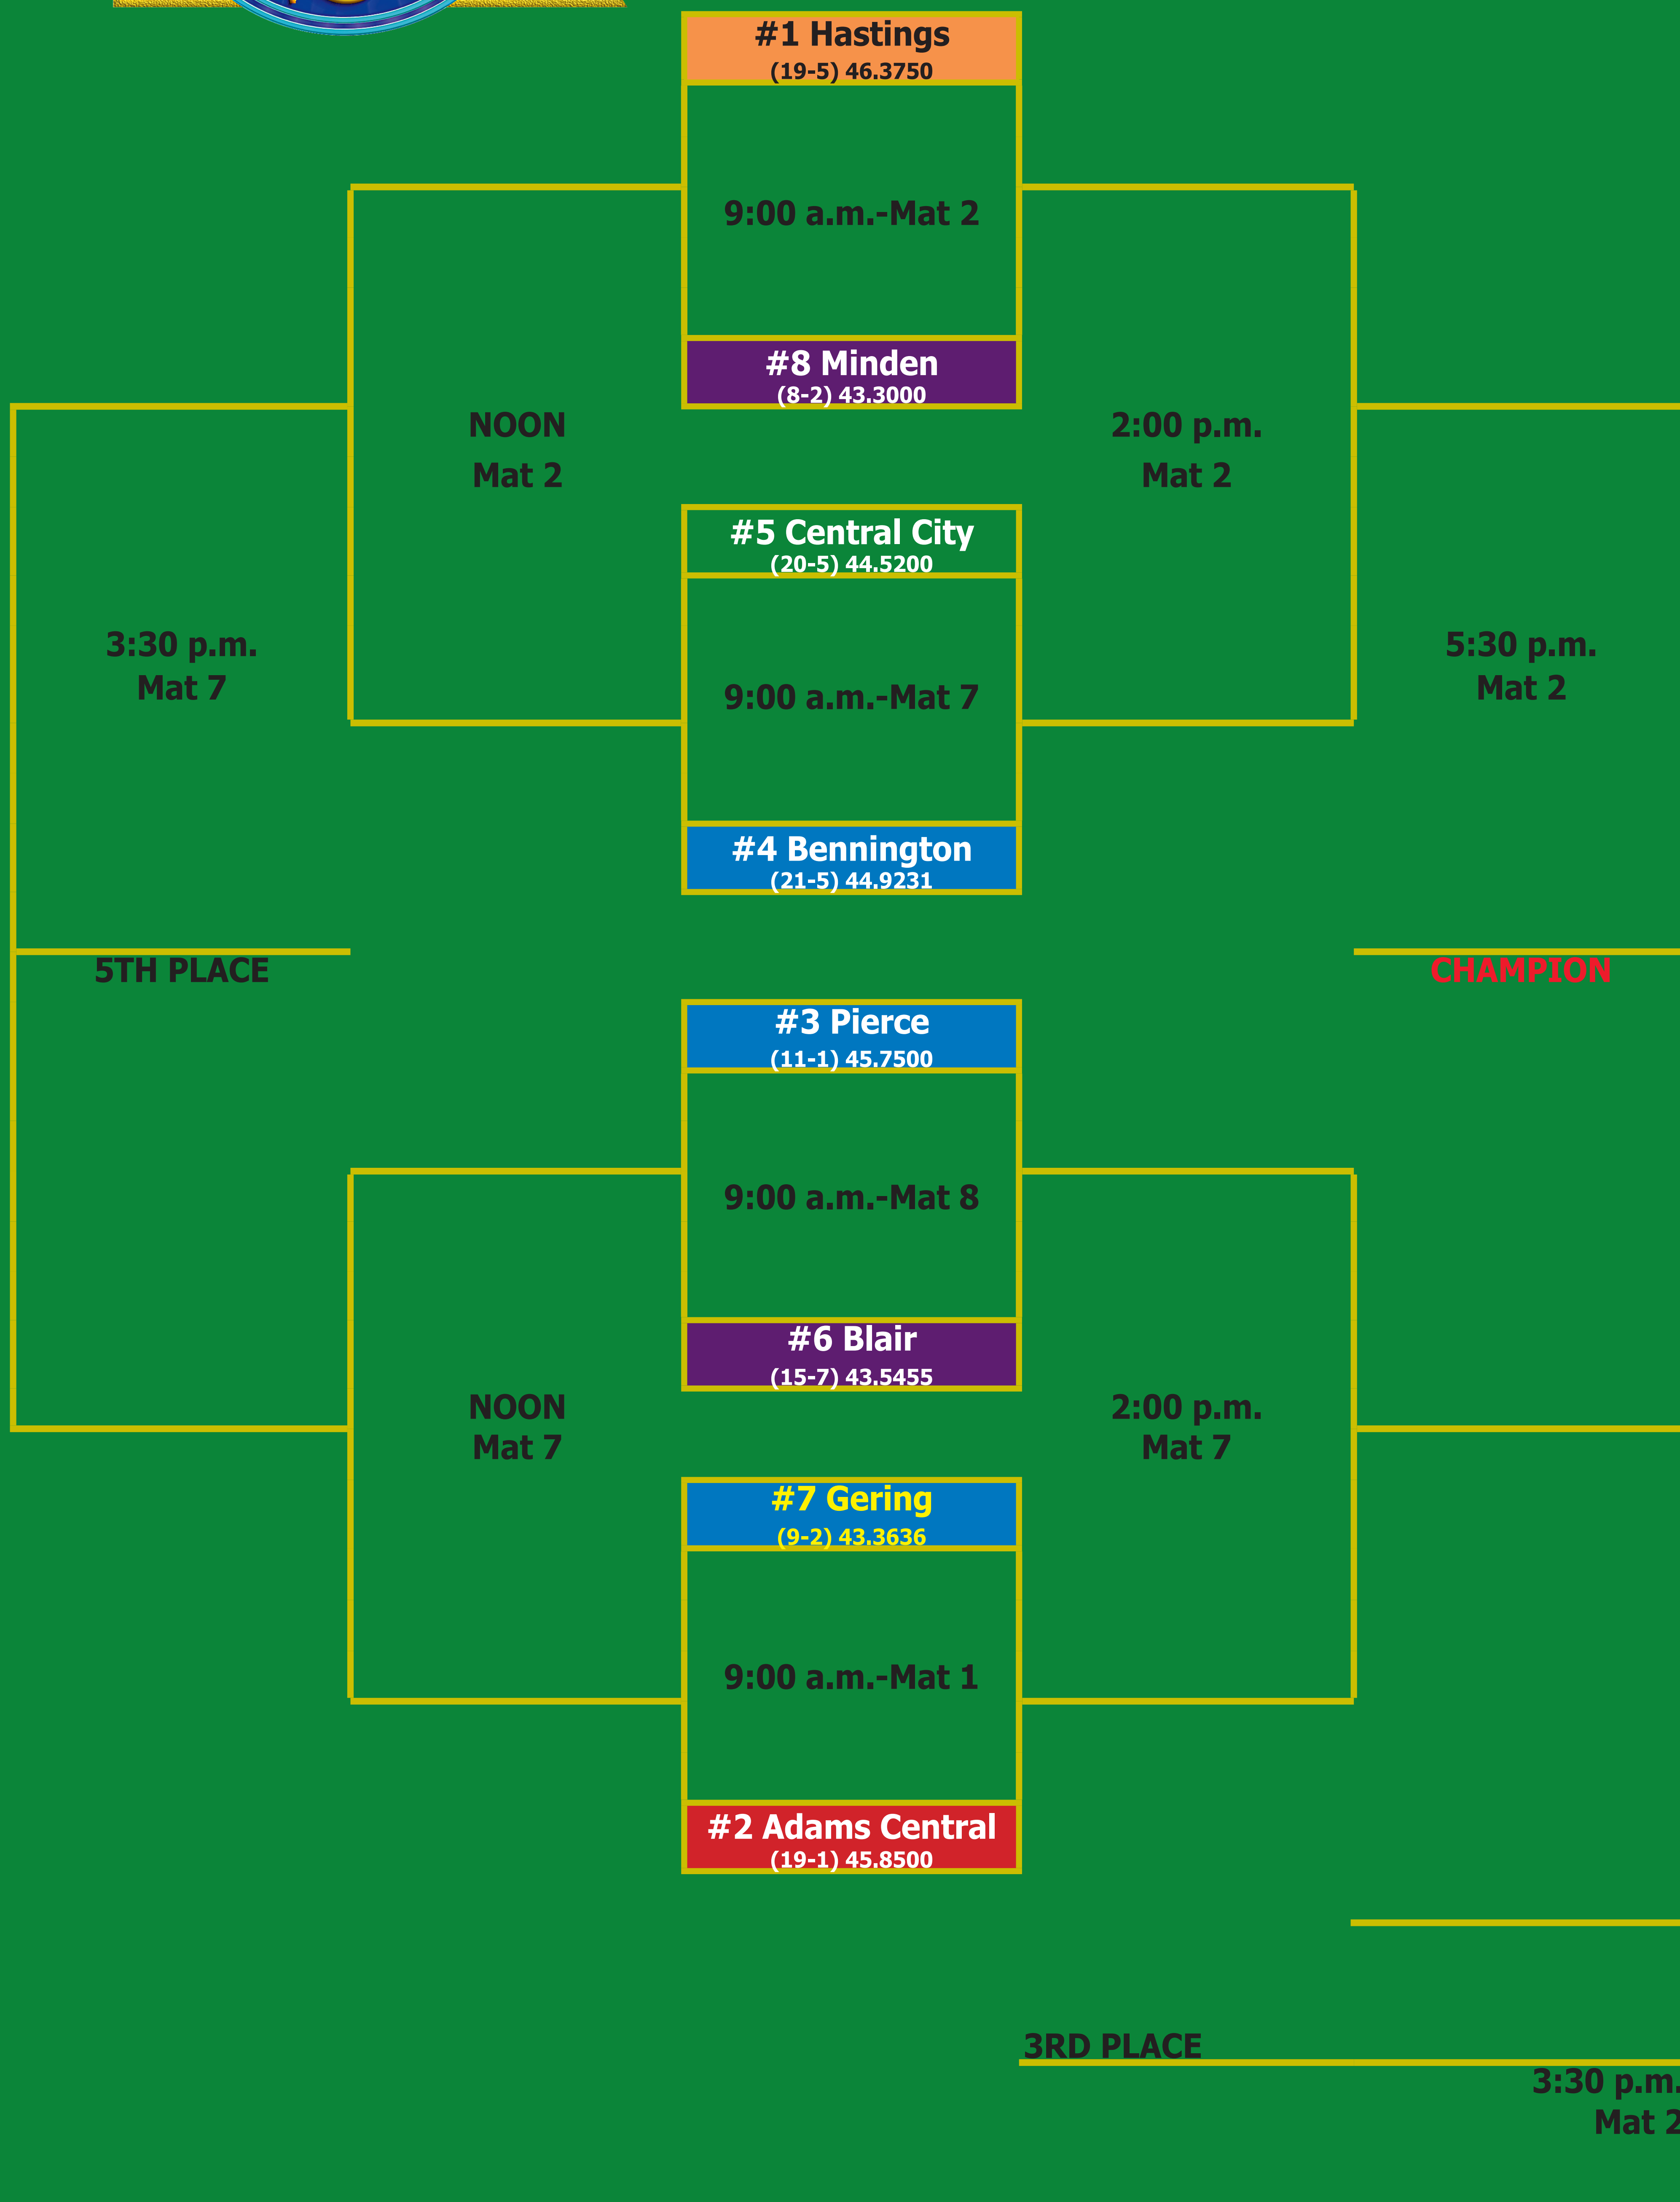 #1 Hastings
(19-5) 46.3750
9:00 a.m.-Mat 2
#8 Minden
(8-2) 43.3000
NOON
Mat 2
2:00 p.m.
Mat 2
#5 Central City
(20-5) 44.5200
3:30 p.m.
Mat 7
9:00 a.m.-Mat 7
5:30 p.m.
Mat 2
#4 Bennington
(21-5) 44.9231
5TH PLACE
CHAMPION
#3 Pierce
(11-1) 45.7500
9:00 a.m.-Mat 8
#6 Blair
(15-7) 43.5455
NOON
Mat 7
2:00 p.m.
Mat 7
#7 Gering
(9-2) 43.3636
9:00 a.m.-Mat 1
#2 Adams Central
(19-1) 45.8500
3RD PLACE
3:30 p.m.
Mat 2